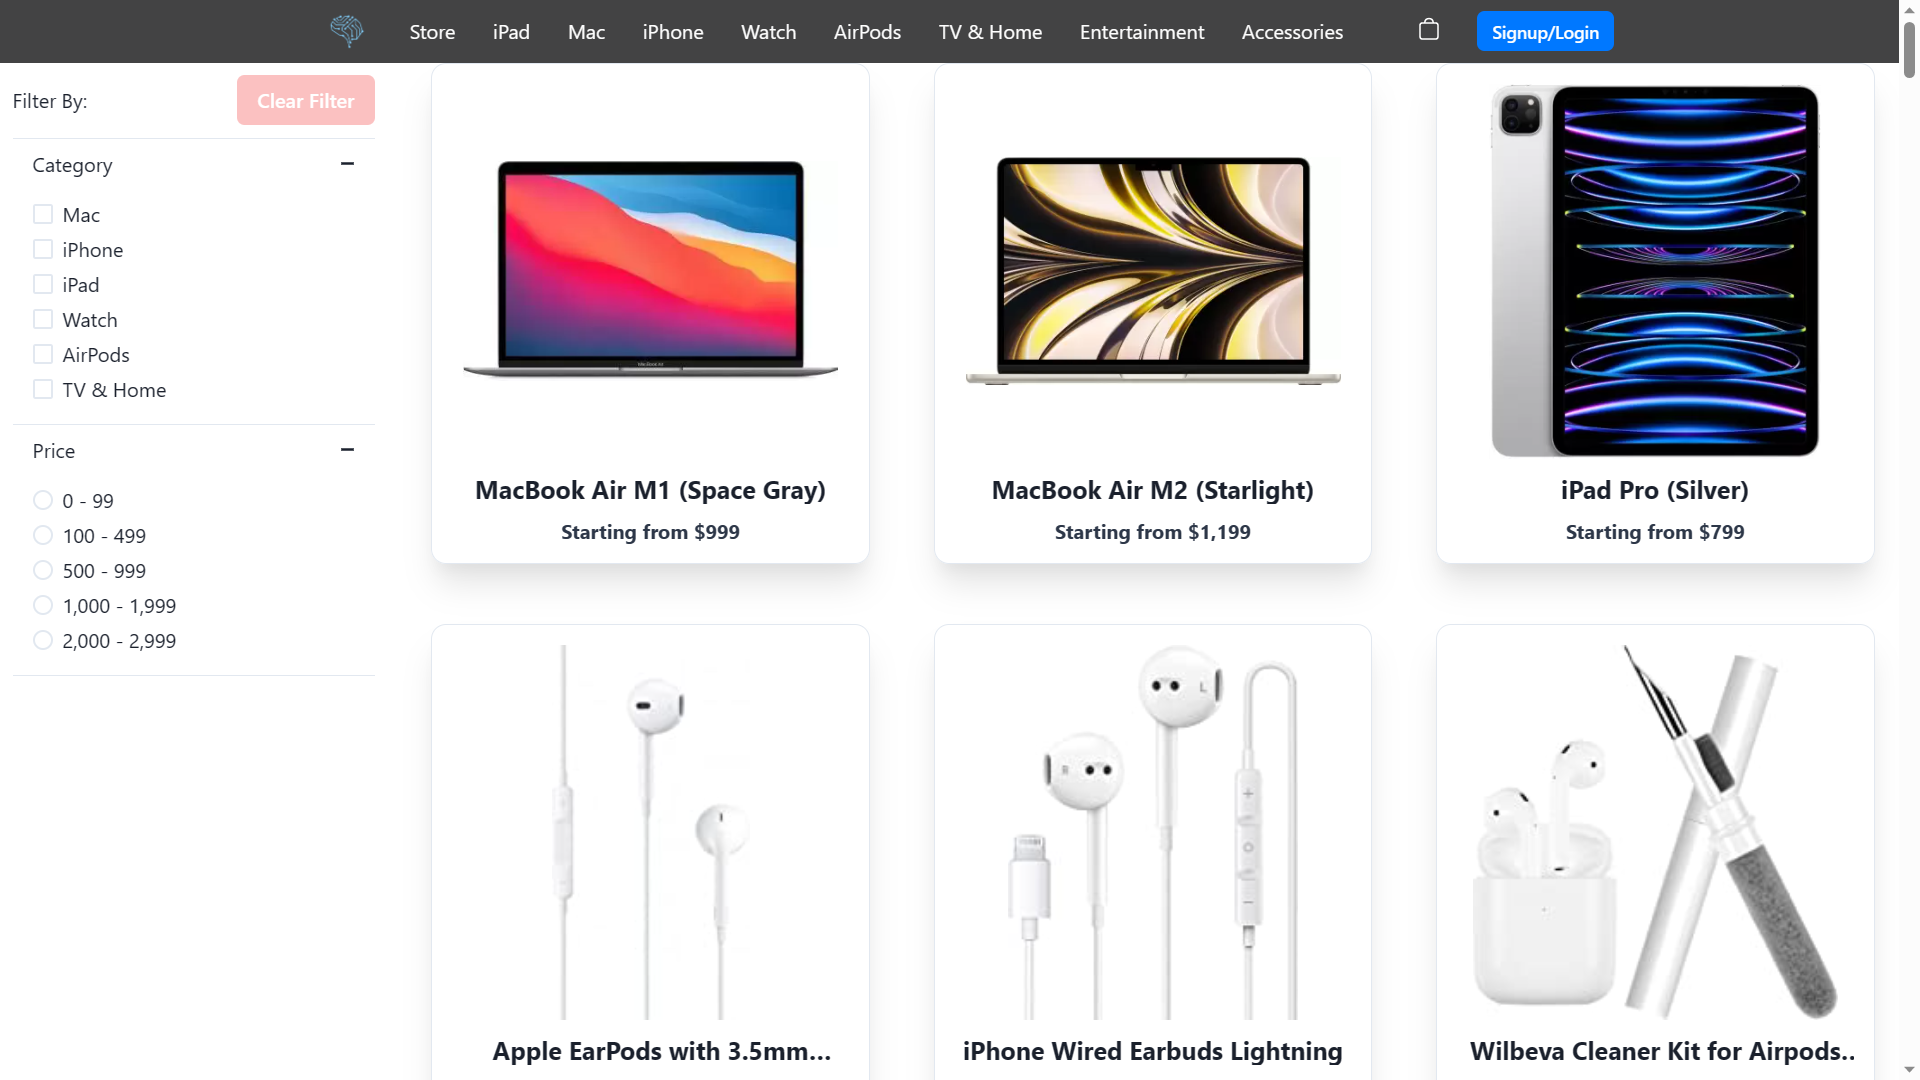 Store
iPad
Mac
iPhone
Watch
AirPods
TV & Home
Entertainment
Accessories
Signup/Login
Filter By:
Clear Filter
Category
Mac
iPhone
iPad
Watch
AirPods
TV & Home
Price
0 - 99
100 - 499
500 - 999
1,000 - 1,999
2,000 - 2,999
MacBook Air M1 (Space Gray)
Starting from $999
MacBook Air M2 (Starlight)
Starting from $1,199
iPad Pro (Silver)
Starting from $799
Apple EarPods with 3.5mm...
iPhone Wired Earbuds Lightning
Wilbeva Cleaner Kit for Airpods..